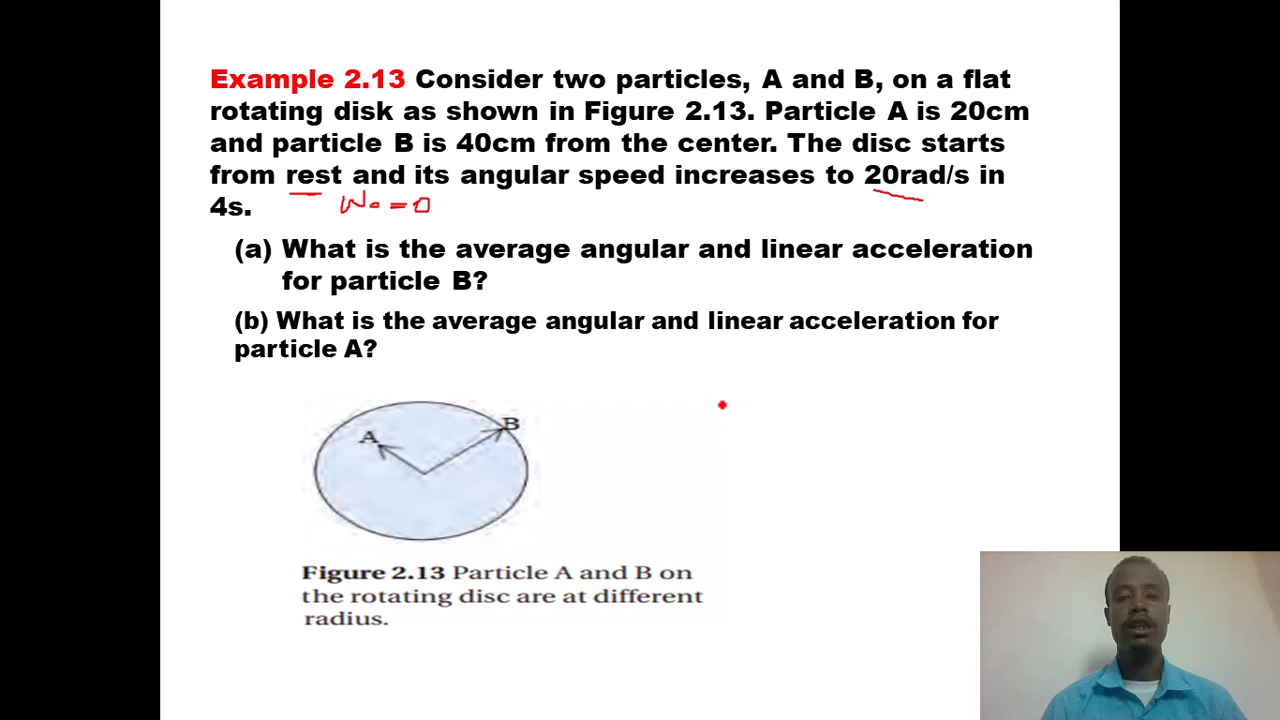 Example 2.13 Consider two particles, A and B, on a flat
rotating disk as shown in Figure 2.13. Particle A is 20cm
and particle B is 40cm from the center. The disc starts
from rest and its angular speed increases to 20rad/s in
4s. W₀ = 0
(a) What is the average angular and linear acceleration
for particle B?
(b) What is the average angular and linear acceleration for
particle A?
A
B
Figure 2.13 Particle A and B on
the rotating disc are at different
radius.